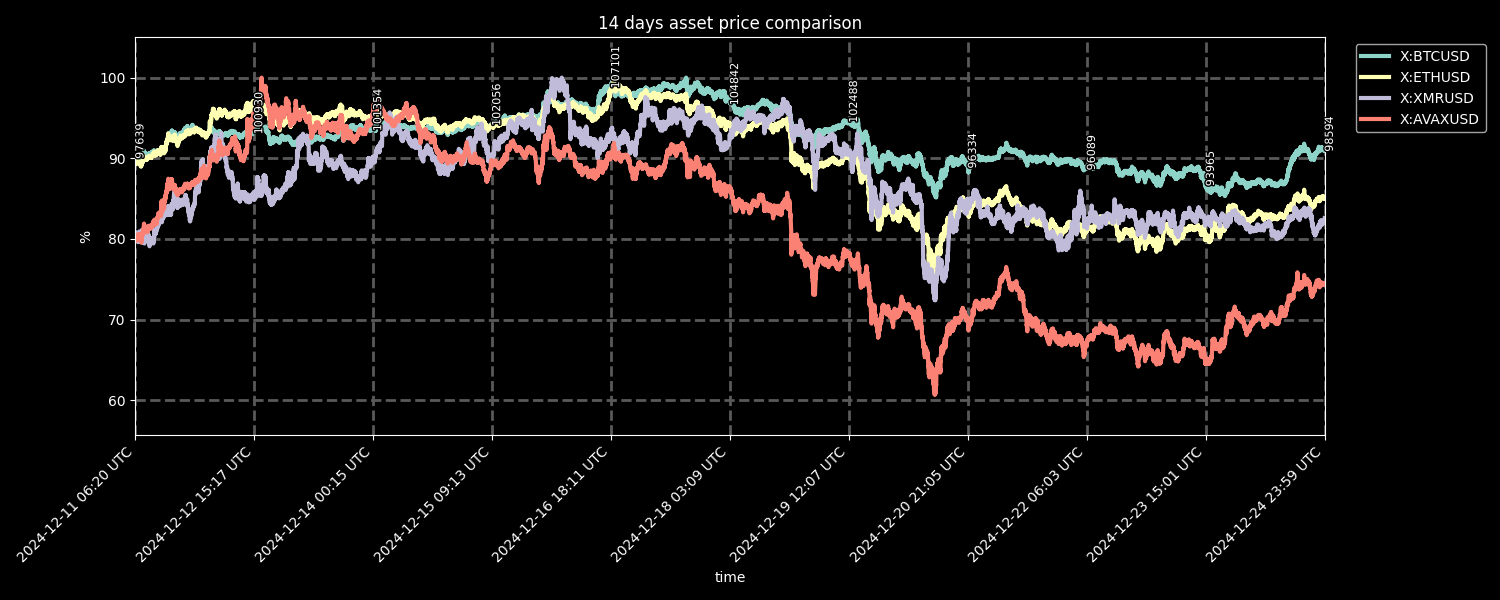 14 days asset price comparison
X:BTCUSD
X:ETHUSD
X:XMRUSD
X:AVAXUSD
100
90
80
70
60
%
97639
100930
101354
102056
107101
104842
102488
96334
96089
93965
98594
2024-12-11 06:20 UTC
2024-12-12 15:17 UTC
2024-12-14 00:15 UTC
2024-12-15 09:13 UTC
2024-12-16 18:11 UTC
2024-12-18 03:09 UTC
2024-12-19 12:07 UTC
2024-12-20 21:05 UTC
2024-12-22 06:03 UTC
2024-12-23 15:01 UTC
2024-12-24 23:59 UTC
time